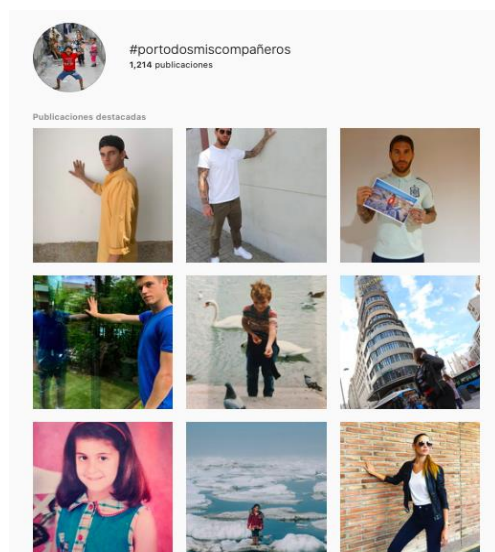 #portodosmiscompañeros
1,214 publicaciones
Publicaciones destacadas